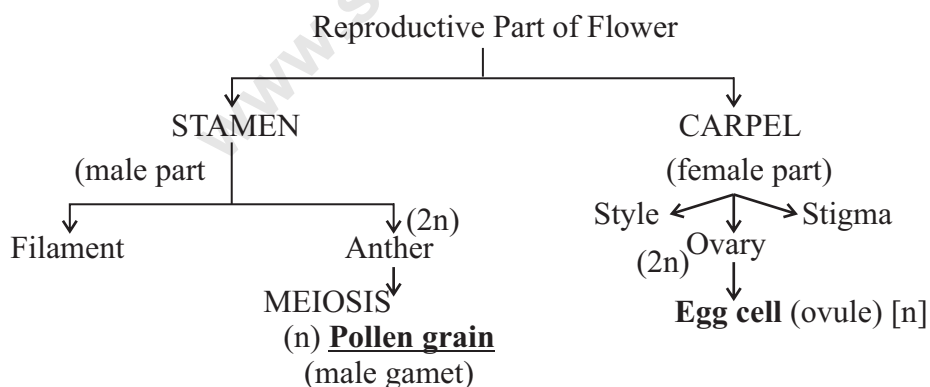 Reproductive Part of Flower
STAMEN CARPEL
(male part (female part)
Style Stigma
(2n)
Filament Anther (2n) Ovary
MEIOSIS Egg cell (ovule) [n]
(n) Pollen grain
(male gamet)
www.s